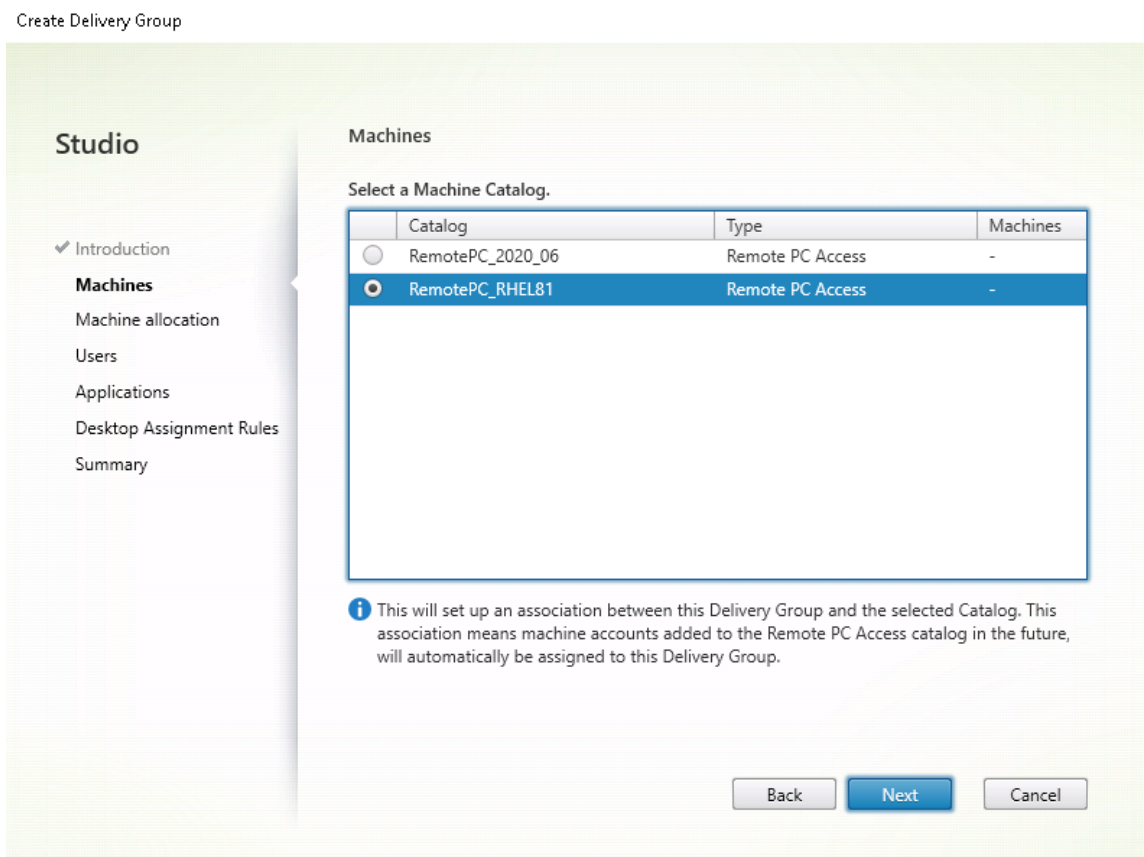 Create Delivery Group
Studio
Introduction
Machines
Machine allocation
Users
Applications
Desktop Assignment Rules
Summary
Machines
Select a Machine Catalog.
Catalog Type Machines
RemotePC_2020_06 Remote PC Access -
RemotePC_RHEL81 Remote PC Access -
This will set up an association between this Delivery Group and the selected Catalog. This
association means machine accounts added to the Remote PC Access catalog in the future,
will automatically be assigned to this Delivery Group.
Back Next Cancel